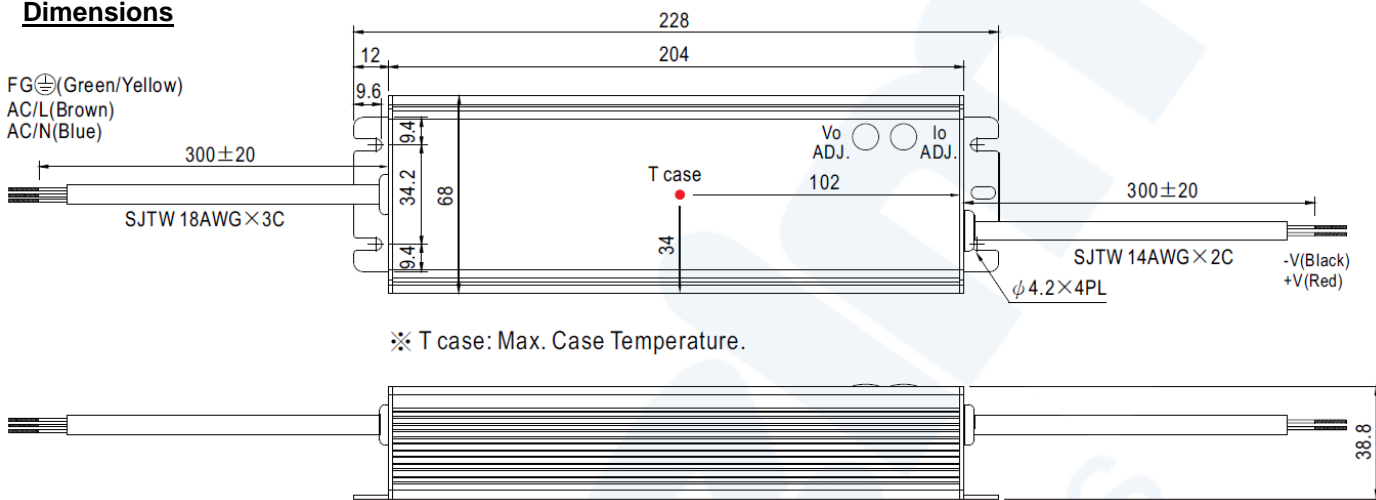 Dimensions
228
12
204
FG⏚(Green/Yellow)
AC/L(Brown)
AC/N(Blue)
9.6
9.4
Vo
ADJ.
Io
ADJ.
300±20
34.2
68
T case
102
300±20
SJTW 18AWG×3C
34
9.4
SJTW 14AWG×2C
-V(Black)
+V(Red)
φ4.2×4PL
※ T case: Max. Case Temperature.
38.8